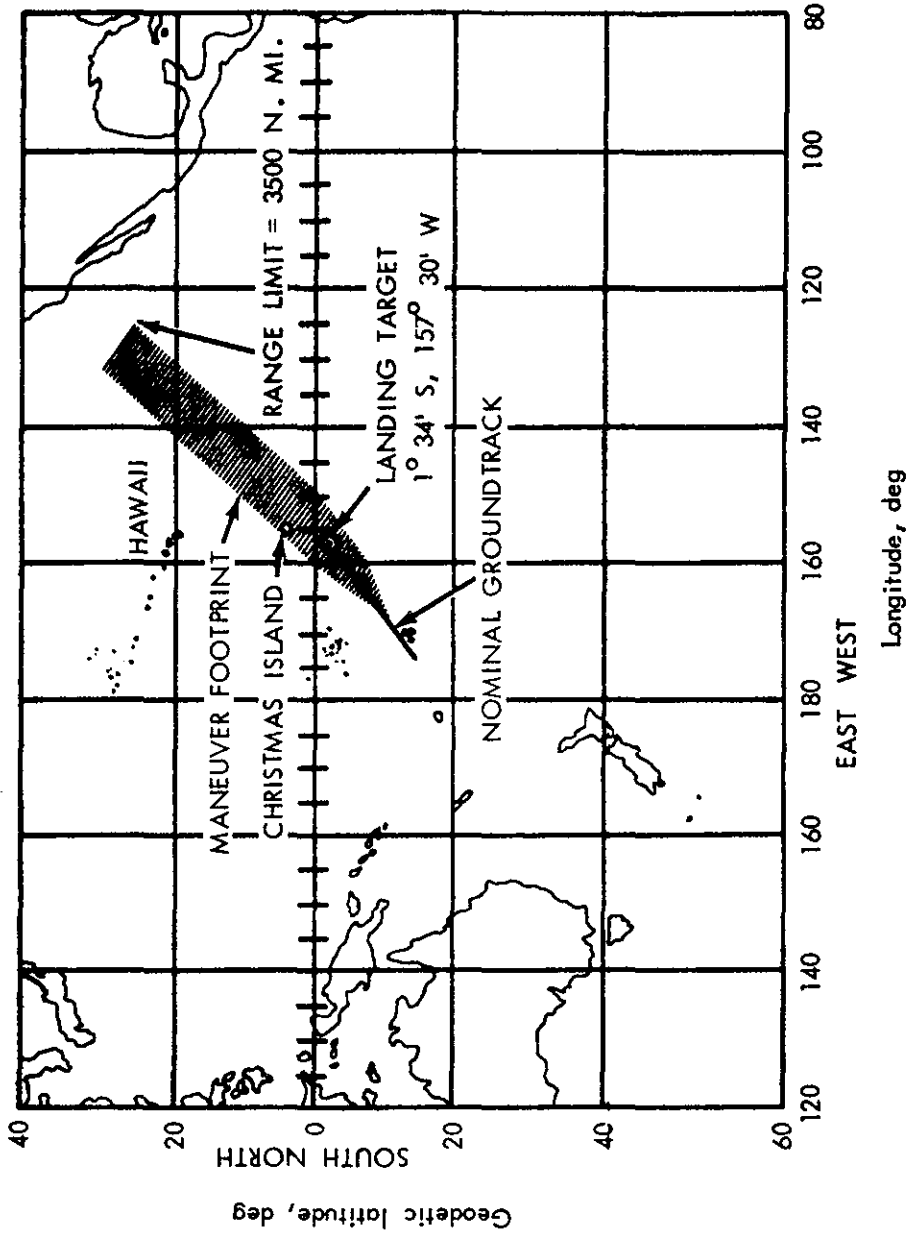 40
20
0
20
40
60
SOUTH NORTH
Geodetic latitude, deg
HAWAII
MANEUVER FOOTPRINT
CHRISTMAS ISLAND
RANGE LIMIT = 3500 N. MI.
LANDING TARGET
1° 34' S, 157° 30' W
NOMINAL GROUNDTRACK
120
140
160
180
160
140
120
100
80
EAST WEST
Longitude, deg